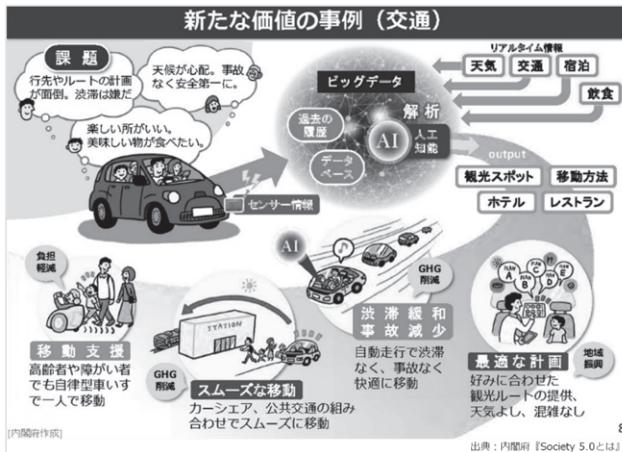 新たな価値の事例（交通）
課題
行先やルートの計画
が面倒。渋滞は嫌だ
天候が心配。事故
なく安全第一に。
楽しい所がいい。
美味しい物が食べたい。
センサー情報
ビッグデータ
解析
過去の
履歴
データ
ベース
AI
人工
知能
リアルタイム情報
天気
交通
宿泊
飲食
output
観光スポット
移動方法
ホテル
レストラン
負担
軽減
移動支援
高齢者や障がい者
でも自律型車いす
で一人で移動
STATION
GHG
削減
スムーズな移動
カーシェア、公共交通の組み
合わせでスムーズに移動
AI
GHG
削減
渋滞緩和
事故減少
自動走行で渋滞
なく、事故なく
快適に移動
PLAN
A
PLAN
B
PLAN
C
PLAN
D
PLAN
E
最適な計画
地域
振興
好みに合わせた
観光ルートの提供、
天気よし、混雑なし
[内閣府作成]
8
出典：内閣府『Society 5.0とは』